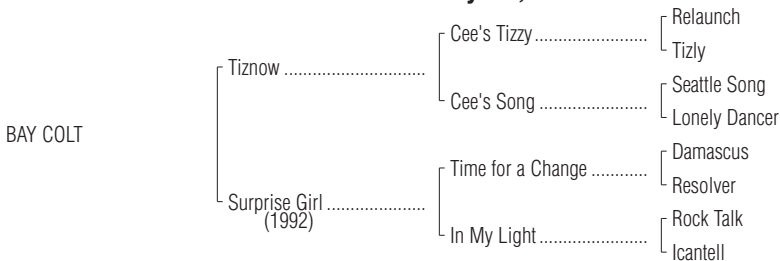 Relaunch
Cee's Tizzy
Tizly
Tiznow
Seattle Song
Cee's Song
Lonely Dancer
BAY COLT
Damascus
Time for a Change
Resolver
Surprise Girl
(1992)
Rock Talk
In My Light
Icantell